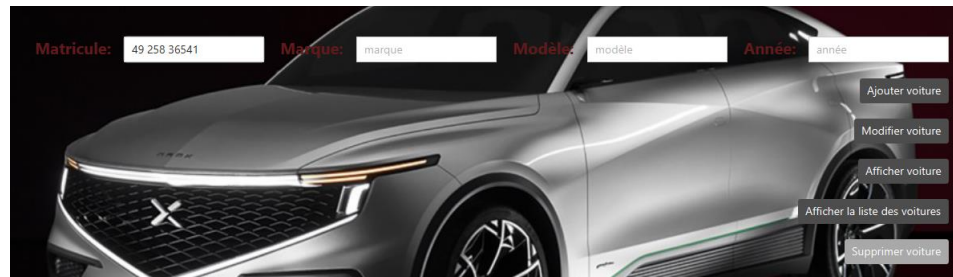 Matricule: 49 258 36541 Marque: marque Modèle: modéle Année: année
Ajouter voiture
Modifier voiture
Afficher voiture
Afficher la liste des voitures
Supprimer voiture